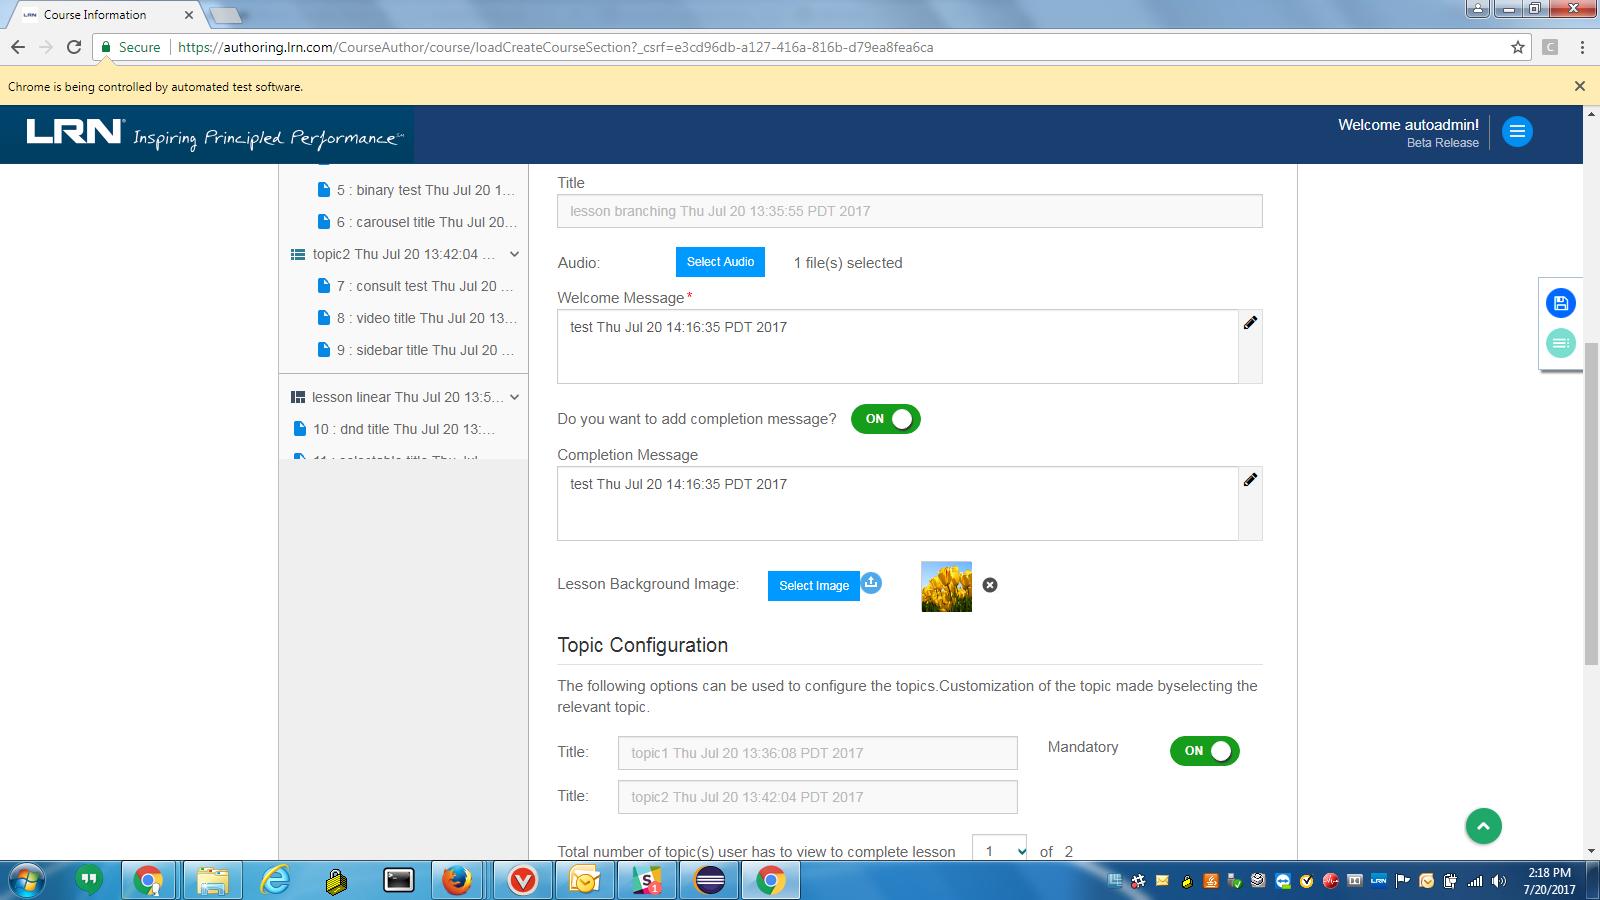 LRN Course Information
Secure https://authoring.lrn.com/CourseAuthor/course/loadCreateCourseSection?_csrf=e3cd96db-a127-416a-816b-d79ea8fea6ca
C
Chrome is being controlled by automated test software.
LRN Inspiring Principled Performance
Welcome autoadmin!
Beta Release
5 : binary test Thu Jul 20 1...
6 : carousel title Thu Jul 20...
topic2 Thu Jul 20 13:42:04 ...
7 : consult test Thu Jul 20 ...
8 : video title Thu Jul 20 13...
9 : sidebar title Thu Jul 20 ...
lesson linear Thu Jul 20 13:5...
10 : dnd title Thu Jul 20 13:...
Title
lesson branching Thu Jul 20 13:35:55 PDT 2017
Audio: Select Audio 1 file(s) selected
Welcome Message*
test Thu Jul 20 14:16:35 PDT 2017
Do you want to add completion message? ON
Completion Message
test Thu Jul 20 14:16:35 PDT 2017
Lesson Background Image: Select Image
Topic Configuration
The following options can be used to configure the topics.Customization of the topic made byselecting the
relevant topic.
Title: topic1 Thu Jul 20 13:36:08 PDT 2017 Mandatory ON
Title: topic2 Thu Jul 20 13:42:04 PDT 2017
Total number of topic(s) user has to view to complete lesson 1 of 2
2:18 PM
7/20/2017